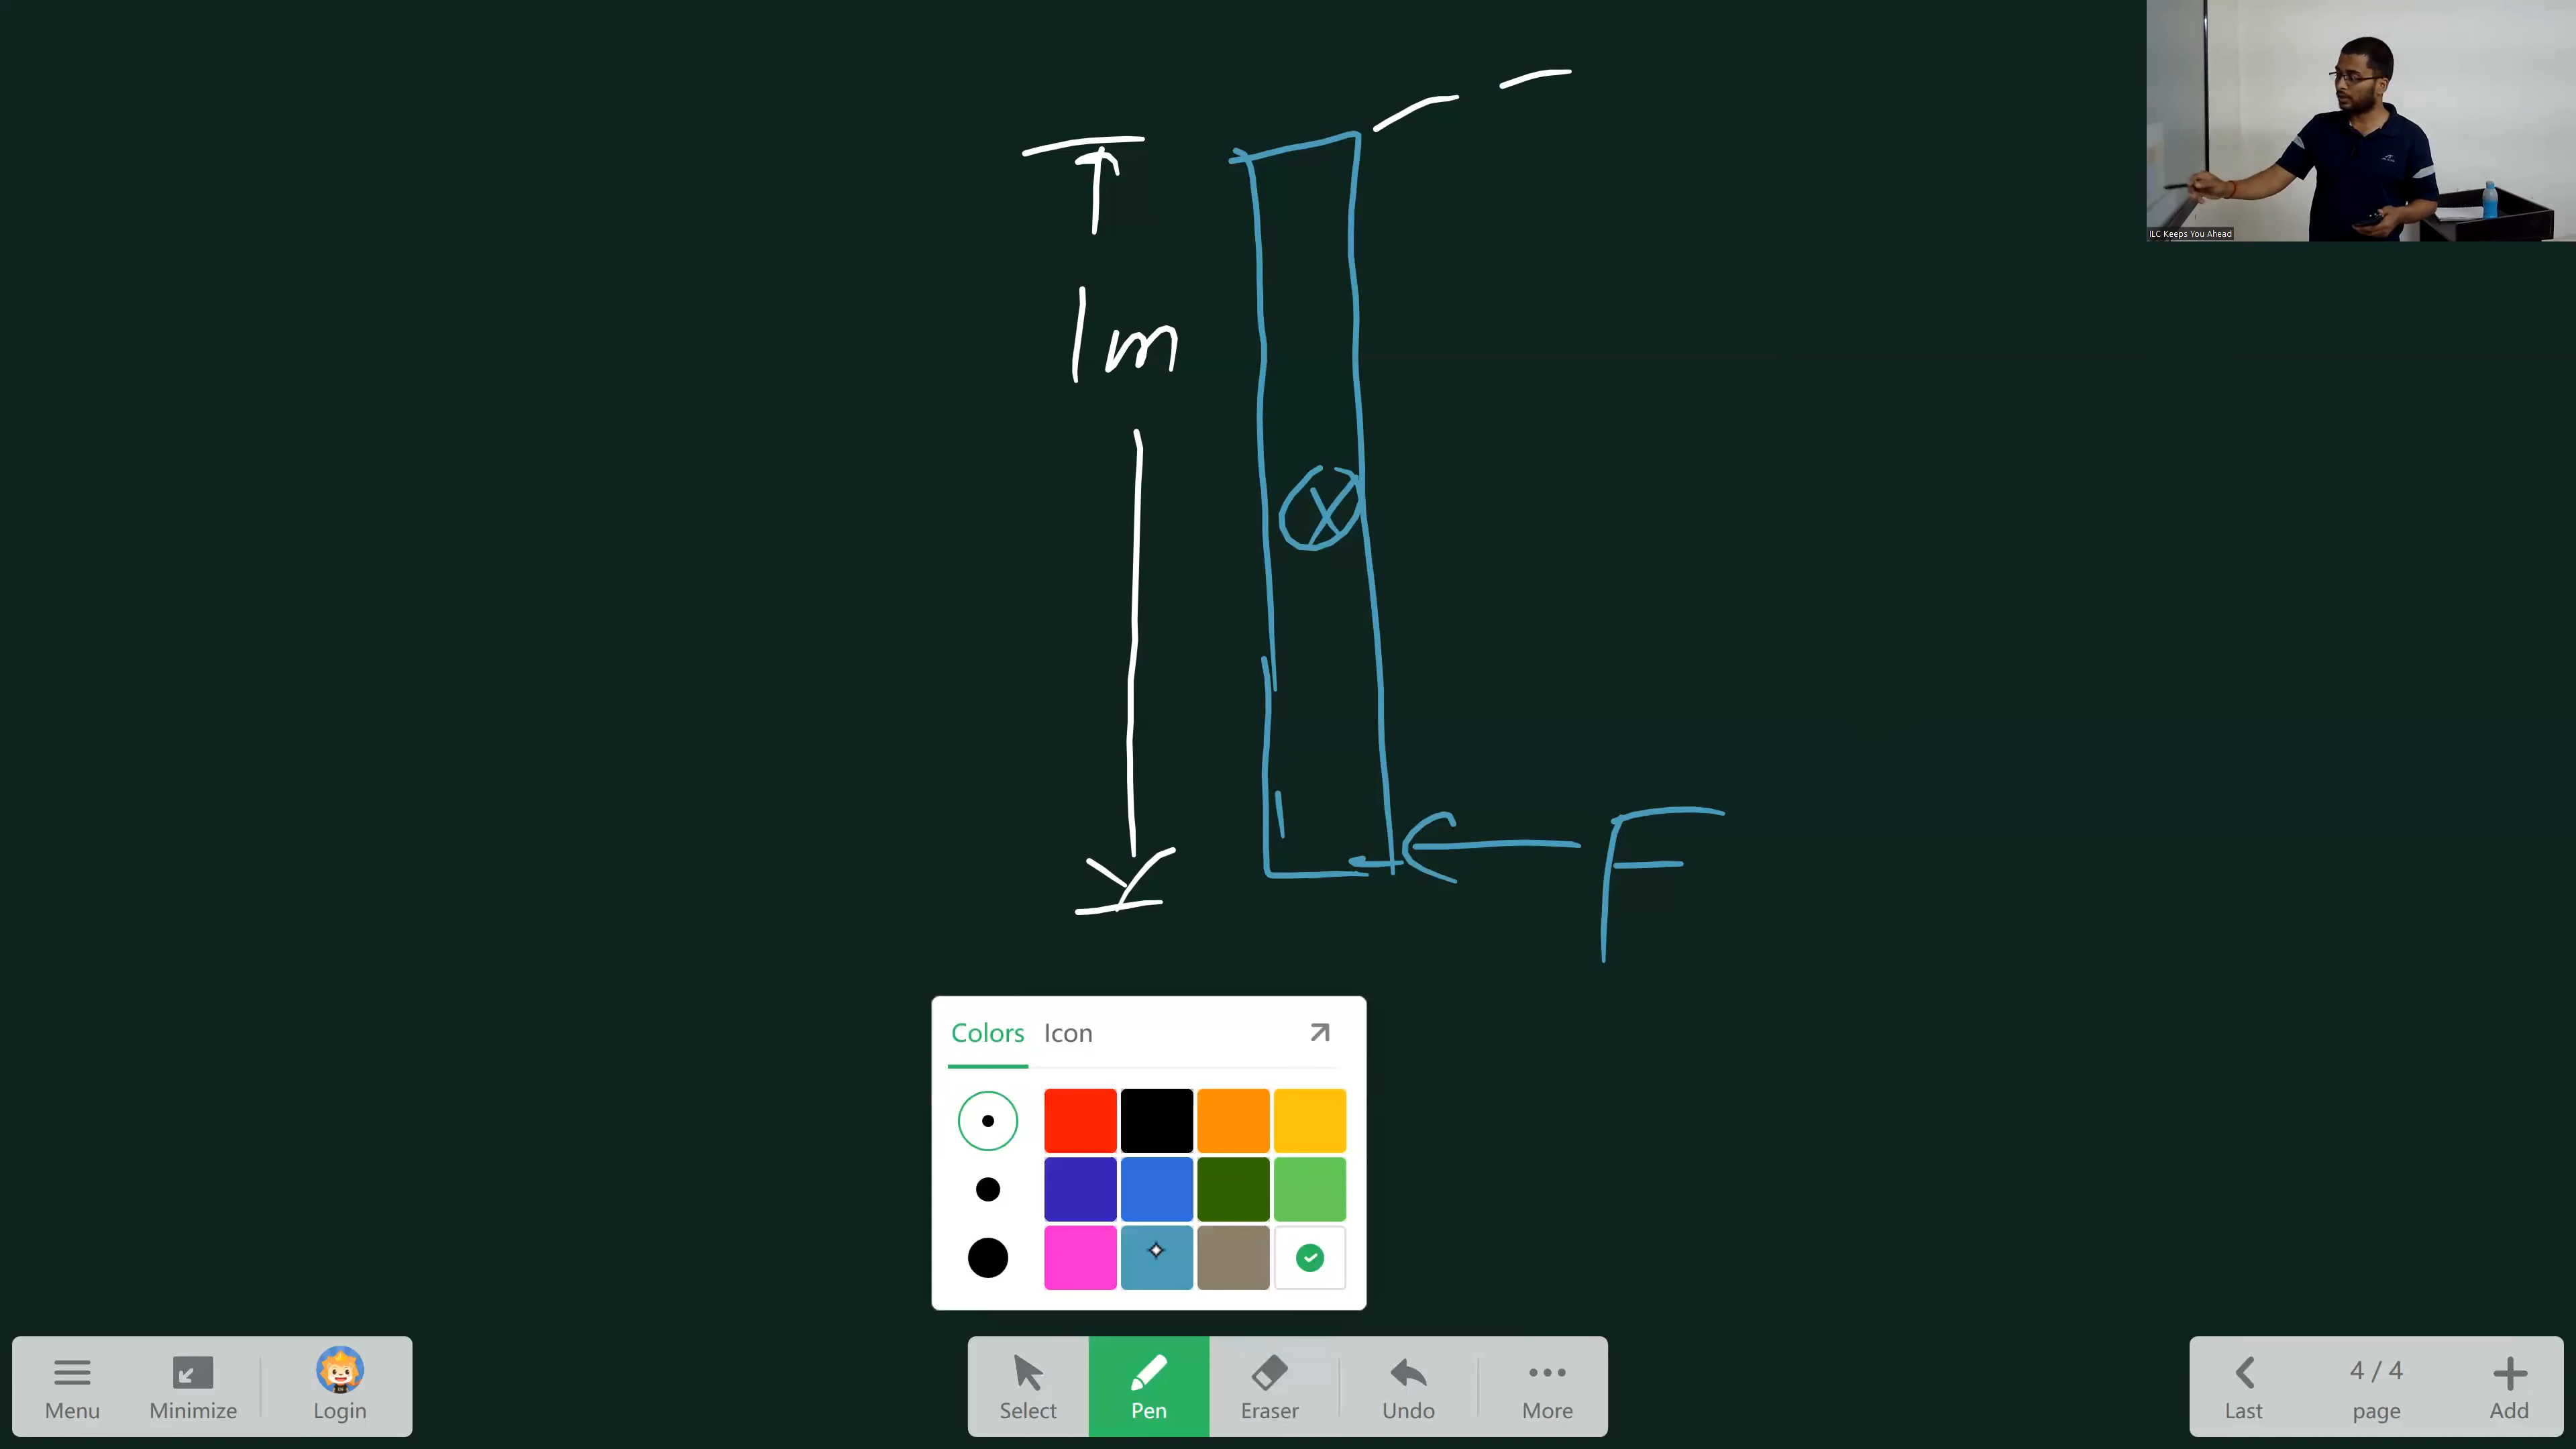 ILC Keeps You Ahead
1m
F
Colors Icon
Menu Minimize Login
Select Pen Eraser Undo More
Last 4 / 4 page Add